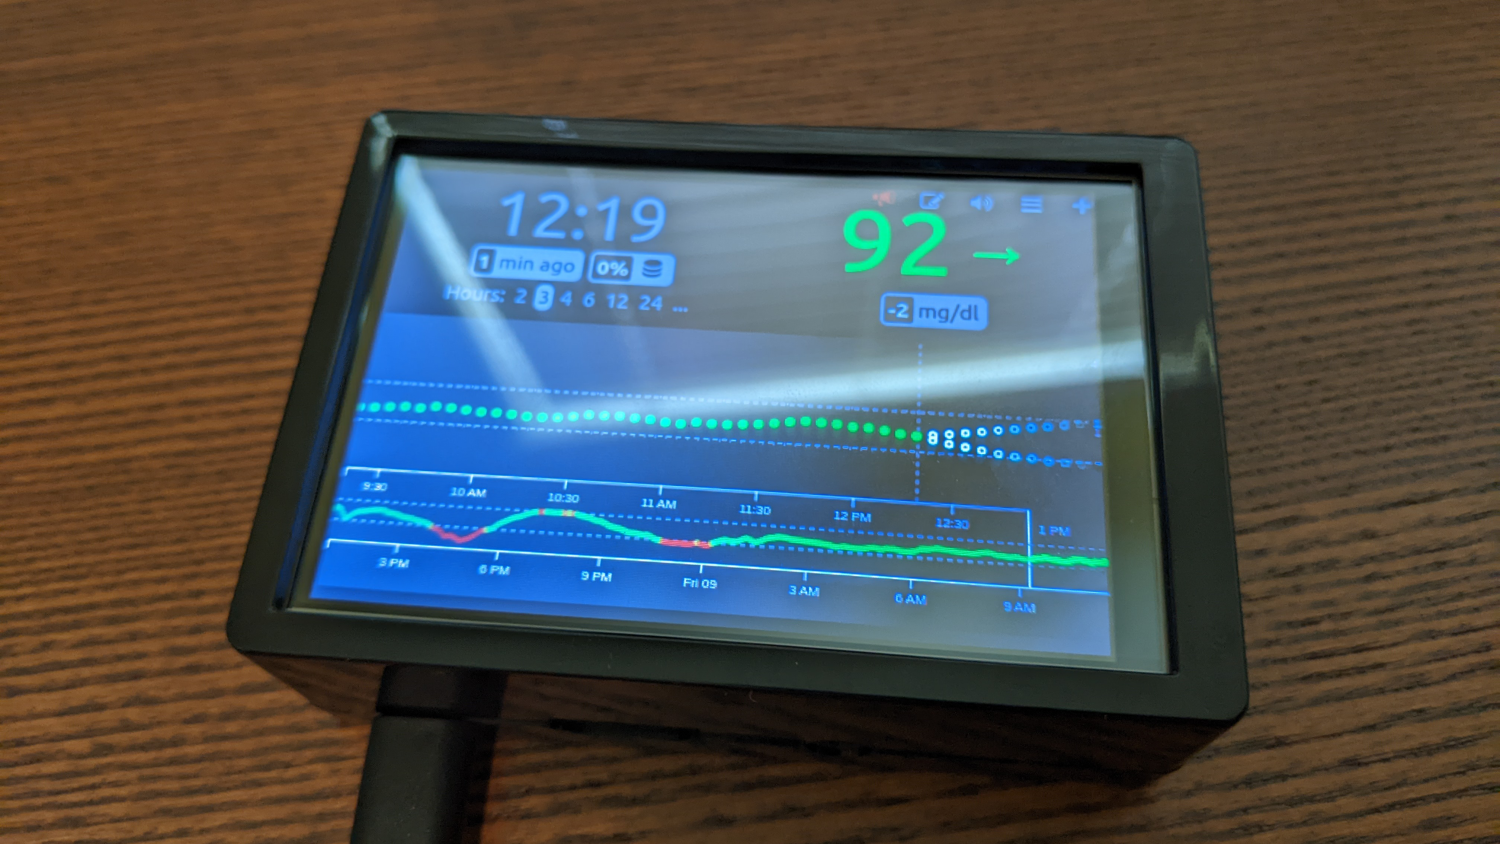 12:19
92 →
1 min ago 0%
Hours: 2 3 4 6 12 24 ...
-2 mg/dl
9:30 10 AM 10:30 11 AM 11:30 12 PM 12:30 1 PM
3 PM 6 PM 9 PM Fri 09 3 AM 6 AM 9 AM